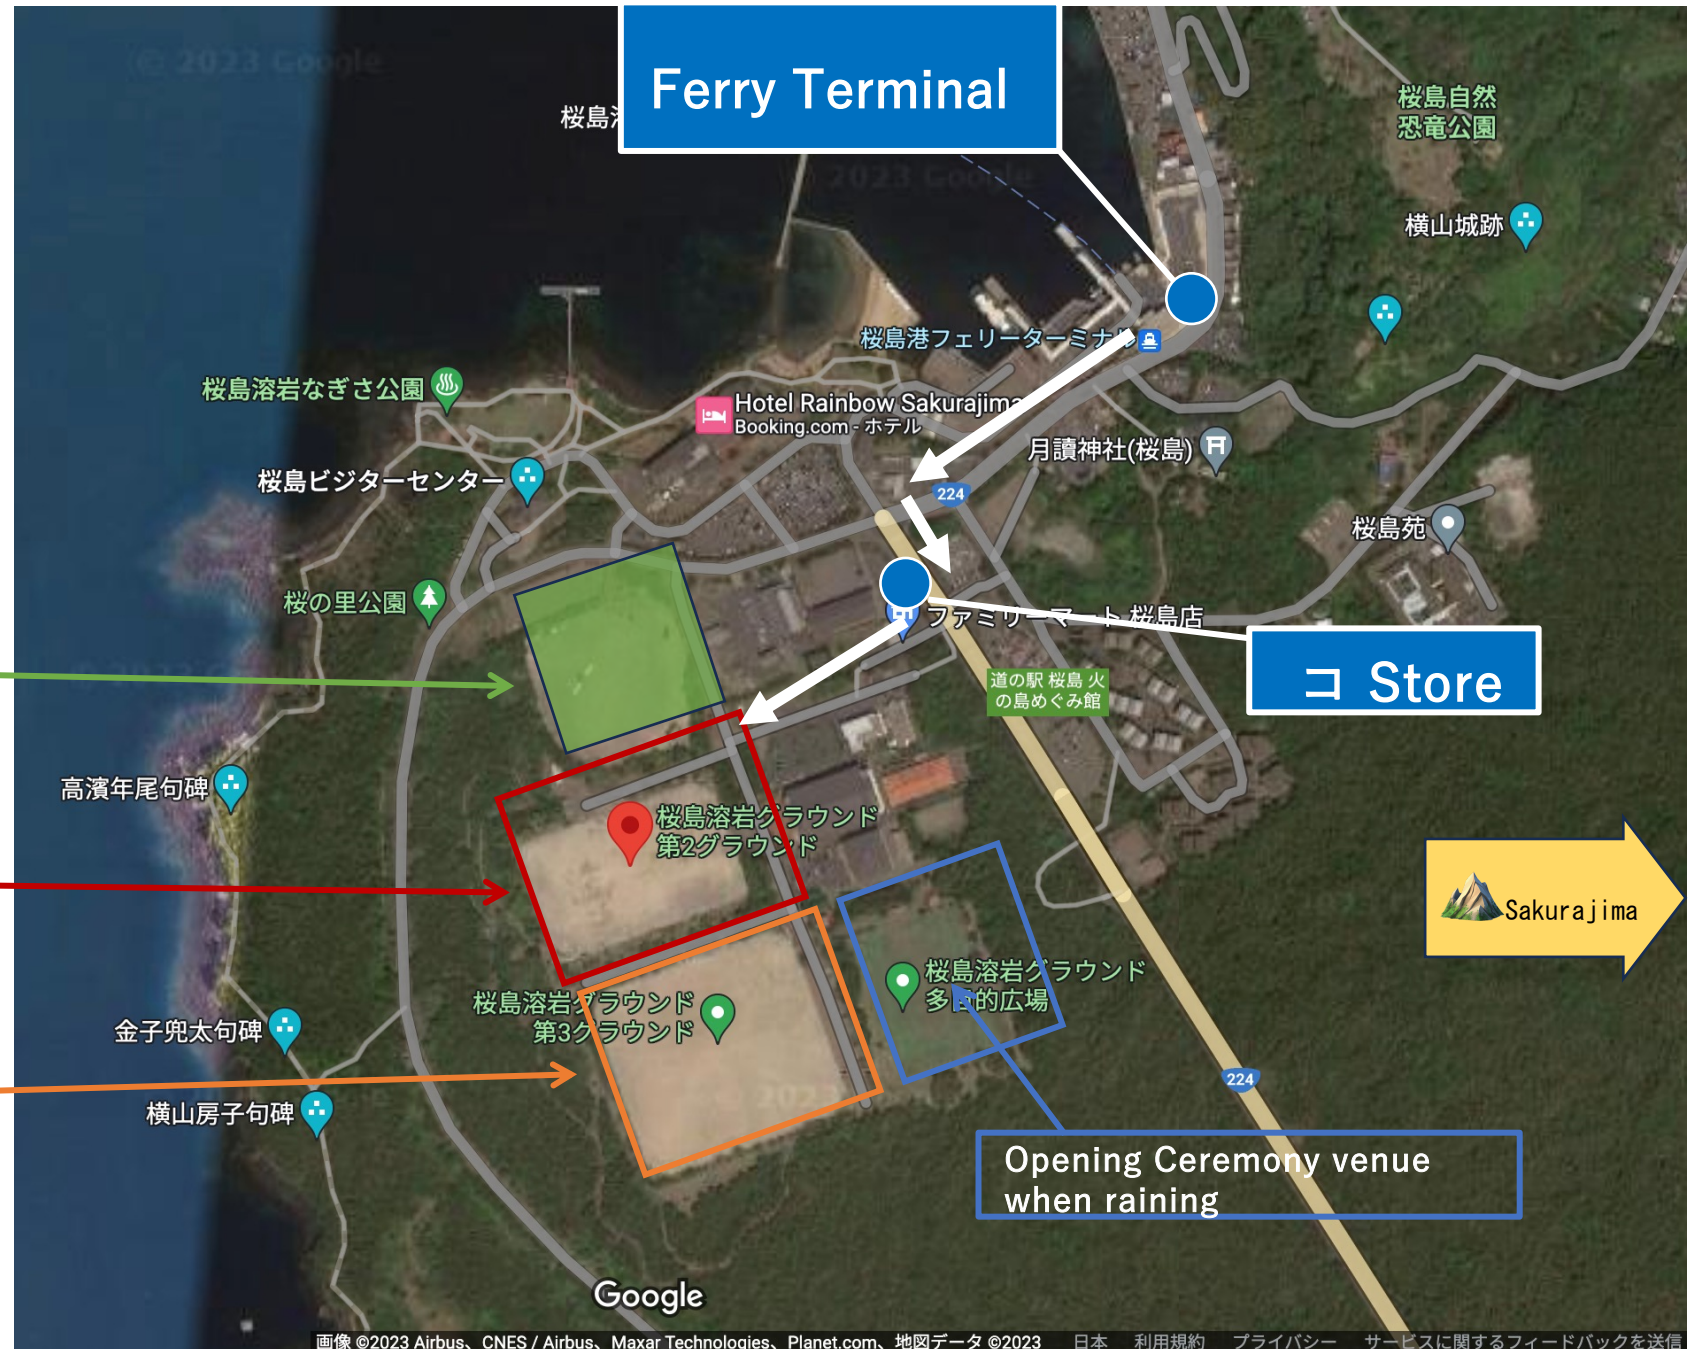 © 2023 Google
Ferry Terminal
桜島
2023 Google
桜島自然
恐竜公園
横山城跡
桜島港フェリーターミナル
桜島溶岩なぎさ公園
Hotel Rainbow Sakurajima
Booking.com - ホテル
月讀神社(桜島)
桜島ビジターセンター
224
桜島苑
桜の里公園
ファミリーマート 桜島店
コ Store
道の駅 桜島 火
の島めぐみ館
高濱年尾句碑
桜島溶岩グラウンド
第2グラウンド
Sakurajima
桜島溶岩グラウンド
多目的広場
桜島溶岩グラウンド
第3グラウンド
金子兜太句碑
224
横山房子句碑
Opening Ceremony venue
when raining
Google
画像 ©2023 Airbus、CNES / Airbus、Maxar Technologies、Planet.com、地図データ ©2023 日本 利用規約 プライバシー サービスに関するフィードバックを送信